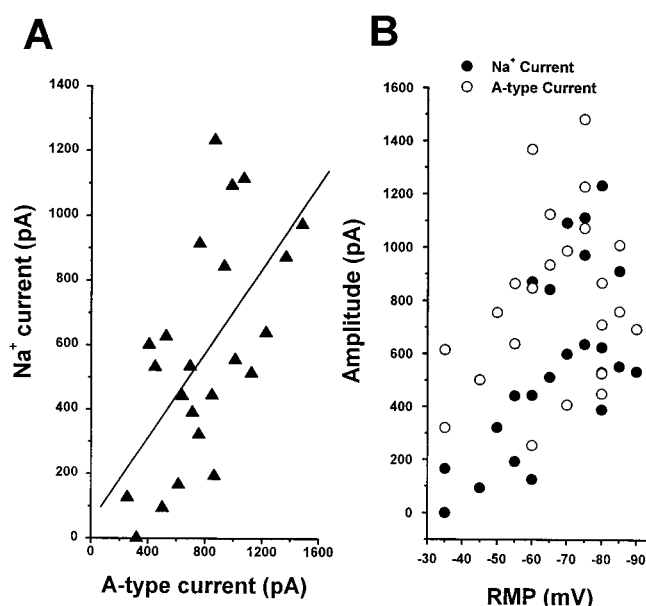 A
Na⁺ current (pA)
1400
1200
1000
800
600
400
200
0
0 400 800 1200 1600
A-type current (pA)
B
Na⁺ Current
A-type Current
Amplitude (pA)
1600
1400
1200
1000
800
600
400
200
0
-30 -40 -50 -60 -70 -80 -90
RMP (mV)